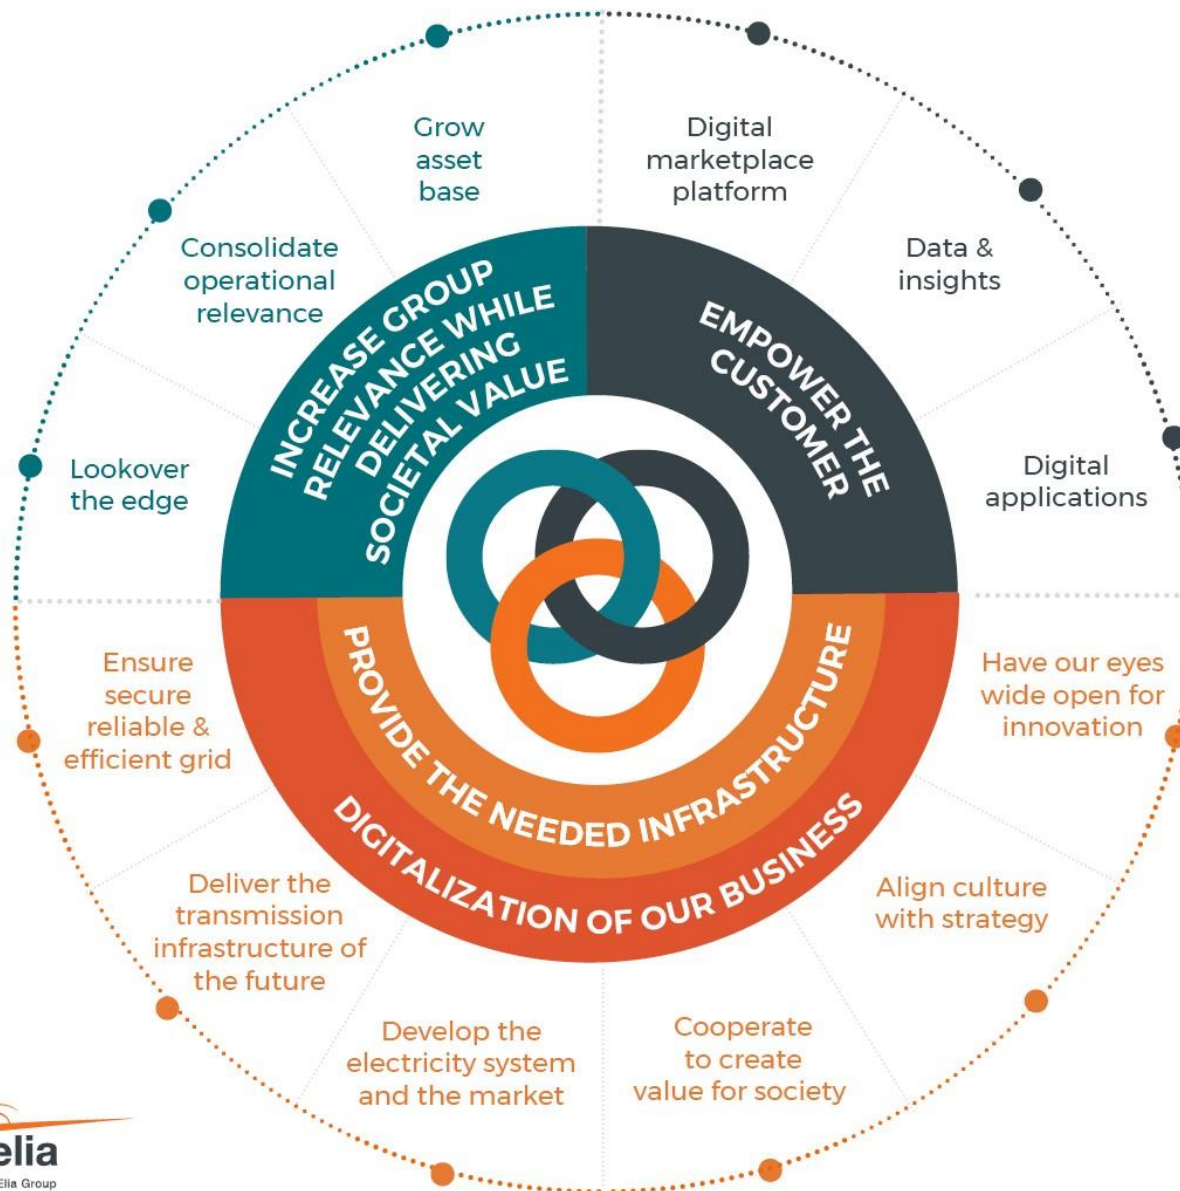 Grow
asset
base
Digital
marketplace
platform
Consolidate
operational
relevance
Data &
insights
Lookover
the edge
Digital
applications
INCREASE GROUP
RELEVANCE WHILE
DELIVERING
SOCIETAL VALUE
EMPOWER THE
CUSTOMER
PROVIDE THE NEEDED INFRASTRUCTURE
DIGITALIZATION OF OUR BUSINESS
Ensure
secure
reliable &
efficient grid
Have our eyes
wide open for
innovation
Deliver the
transmission
infrastructure of
the future
Align culture
with strategy
Develop the
electricity system
and the market
Cooperate
to create
value for society
elia
Elia Group